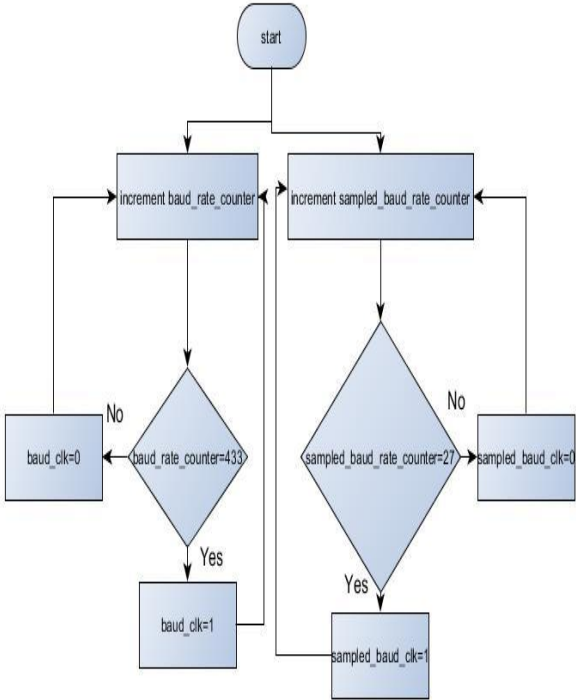 start
increment baud_rate_counter
increment sampled_baud_rate_counter
No
No
baud_clk=0
baud_rate_counter=433
sampled_baud_rate_counter=27
sampled_baud_clk=0
Yes
Yes
baud_clk=1
sampled_baud_clk=1